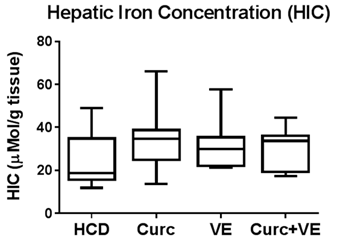 Hepatic Iron Concentration (HIC)
HIC (μMol/g tissue)
80
60
40
20
0
HCD Curc VE Curc+VE